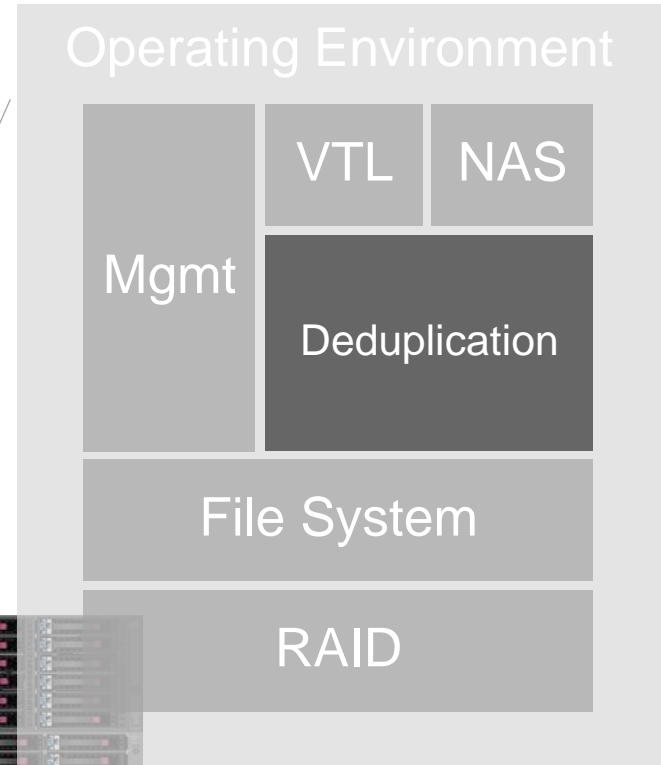 Operating Environment
VTL
NAS
Mgmt
Deduplication
File System
RAID